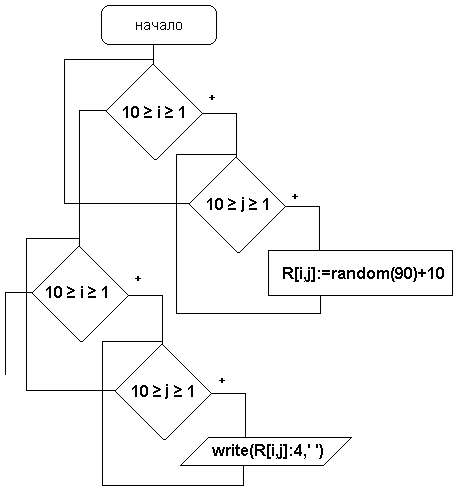 начало
10 ≥ i ≥ 1
+
10 ≥ j ≥ 1
+
R[i,j]:=random(90)+10
10 ≥ i ≥ 1
+
10 ≥ j ≥ 1
+
write(R[i,j]:4,' ')